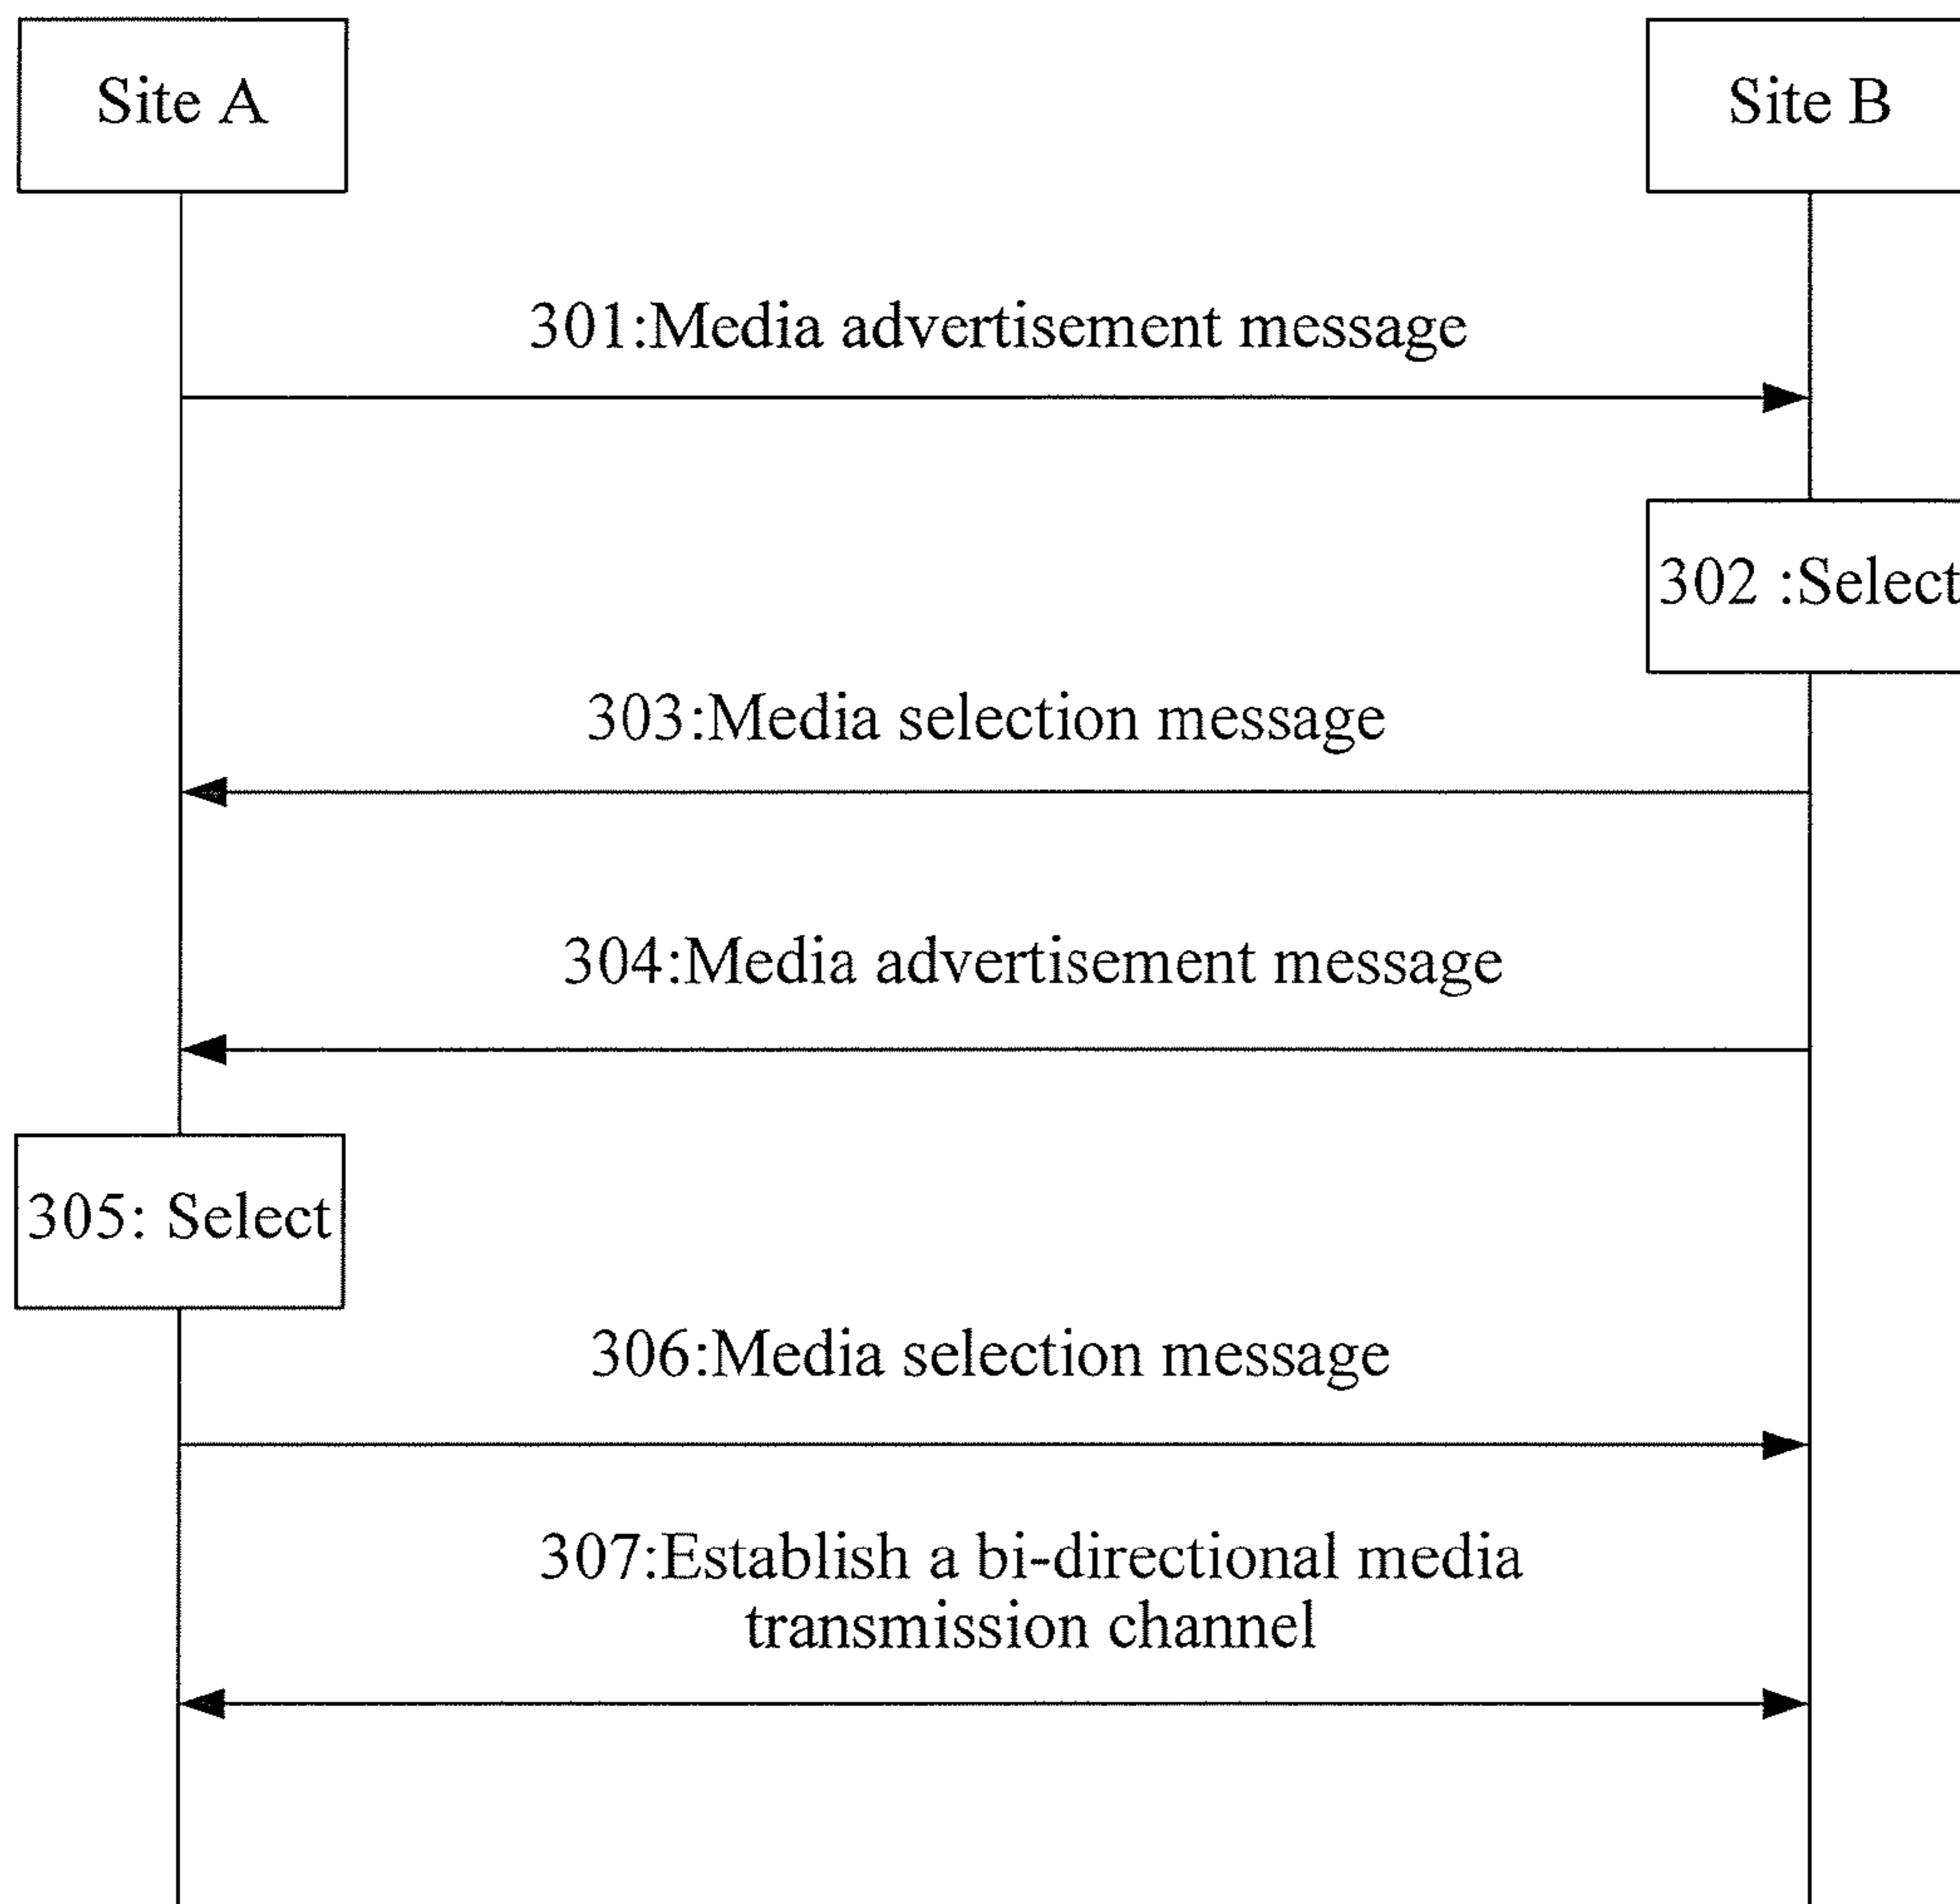 Site A
Site B
301:Media advertisement message
302 :Select
303:Media selection message
304:Media advertisement message
305: Select
306:Media selection message
307:Establish a bi-directional media
transmission channel